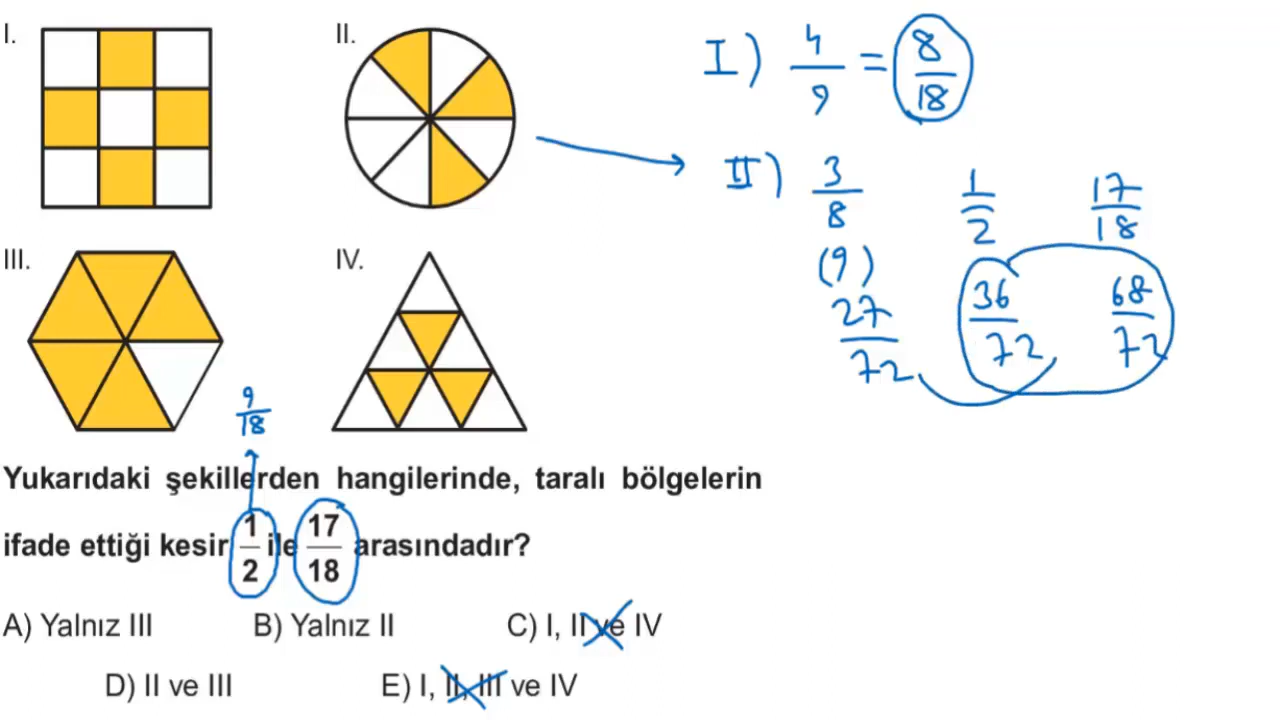 I.
II.
I) 4/9 = 8/18
II) 3/8 1/2 17/18
(9)
27/72 36/72 68/72
III.
IV.
9/18
Yukarıdaki şekillerden hangilerinde, taralı bölgelerin
ifade ettiği kesir 1/2 ile 17/18 arasındadır?
A) Yalnız III B) Yalnız II C) I, II ve IV
D) II ve III E) I, II, III ve IV